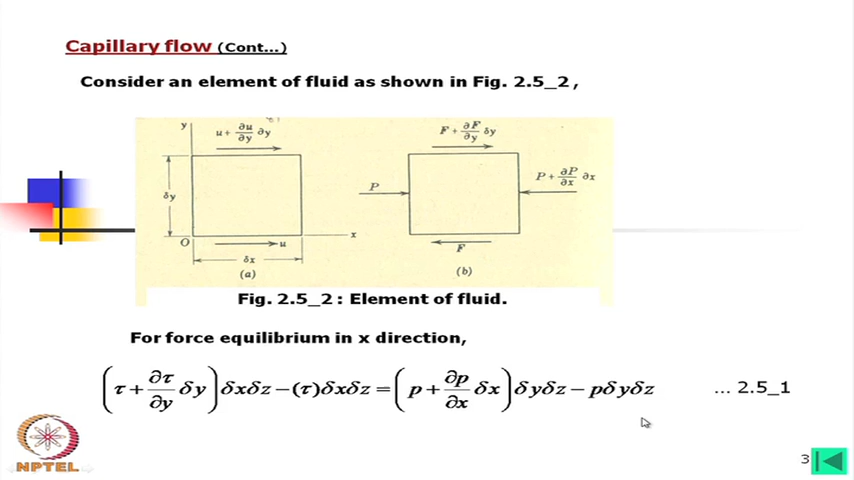 Capillary flow (Cont...)
Consider an element of fluid as shown in Fig. 2.5_2,
y
u + ∂u/∂y ∂y
F + ∂F/∂y δy
P
P + ∂P/∂x ∂x
δy
O
u
x
F
δx
(a)
(b)
Fig. 2.5_2 : Element of fluid.
For force equilibrium in x direction,
(τ + ∂τ/∂y δy) δxδz − (τ)δxδz = (p + ∂p/∂x δx) δyδz − pδyδz ... 2.5_1
NPTEL
3